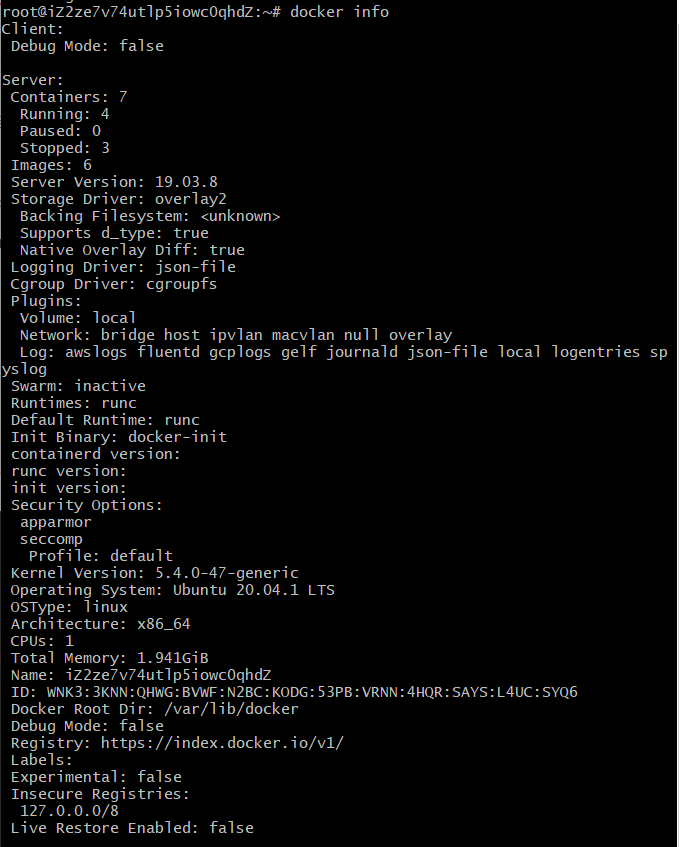 root@iZ2ze7v74utlp5iowc0qhdZ:~# docker info
Client:
 Debug Mode: false

Server:
 Containers: 7
  Running: 4
  Paused: 0
  Stopped: 3
 Images: 6
 Server Version: 19.03.8
 Storage Driver: overlay2
  Backing Filesystem: <unknown>
  Supports d_type: true
  Native Overlay Diff: true
 Logging Driver: json-file
 Cgroup Driver: cgroupfs
 Plugins:
  Volume: local
  Network: bridge host ipvlan macvlan null overlay
  Log: awslogs fluentd gcplogs gelf journald json-file local logentries sp
yslog
 Swarm: inactive
 Runtimes: runc
 Default Runtime: runc
 Init Binary: docker-init
 containerd version:
 runc version:
 init version:
 Security Options:
  apparmor
  seccomp
   Profile: default
 Kernel Version: 5.4.0-47-generic
 Operating System: Ubuntu 20.04.1 LTS
 OSType: linux
 Architecture: x86_64
 CPUs: 1
 Total Memory: 1.941GiB
 Name: iZ2ze7v74utlp5iowc0qhdZ
 ID: WNK3:3KNN:QHWG:BVWF:N2BC:KODG:53PB:VRNN:4HQR:SAYS:L4UC:SYQ6
 Docker Root Dir: /var/lib/docker
 Debug Mode: false
 Registry: https://index.docker.io/v1/
 Labels:
 Experimental: false
 Insecure Registries:
  127.0.0.0/8
 Live Restore Enabled: false